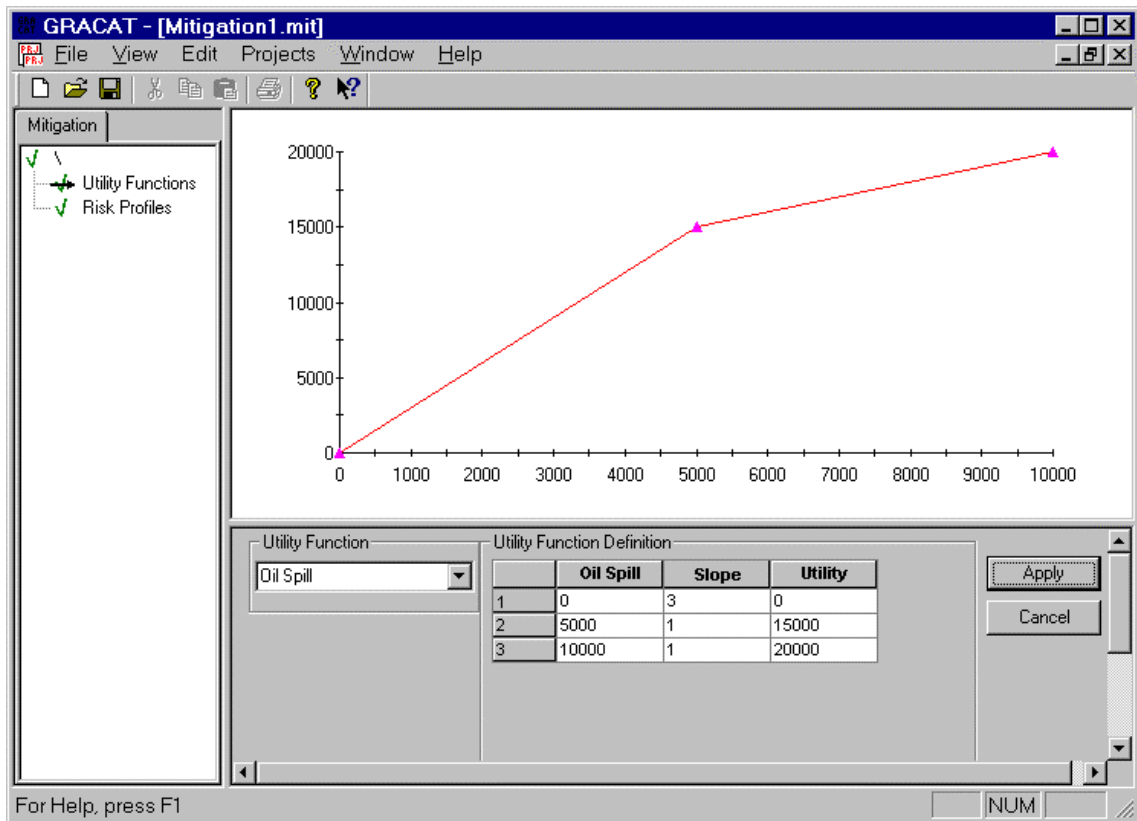 GRACAT - [Mitigation1.mit]
PRJ
PRJ
File View Edit Projects Window Help
Mitigation
\
Utility Functions
Risk Profiles
20000
15000
10000
5000
0
0 1000 2000 3000 4000 5000 6000 7000 8000 9000 10000
Utility Function
Oil Spill
Utility Function Definition
Oil Spill Slope Utility
1 0 3 0
2 5000 1 15000
3 10000 1 20000
Apply
Cancel
For Help, press F1
NUM